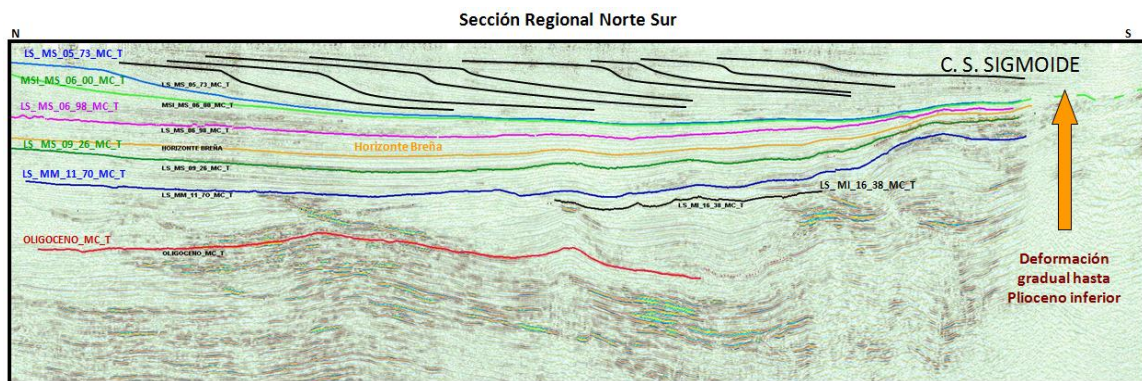 Sección Regional Norte Sur
N
S
LS_MS_05_73_MC_T
C. S. SIGMOIDE
MSI_MS_06_00_MC_T
LS_MS_05_73_MC_T
MSI_MS_06_00_MC_T
LS_MS_06_98_MC_T
LS_MS_06_98_MC_T
LS_MS_09_26_MC_T
HORIZONTE BREÑA
Horizonte Breña
LS_MS_09_26_MC_T
LS_MM_11_70_MC_T
LS_MM_11_70_MC_T
LS_MI_16_38_MC_T
LS_MI_16_38_MC_T
OLIGOCENO_MC_T
OLIGOCENO_MC_T
Deformación
gradual hasta
Plioceno inferior